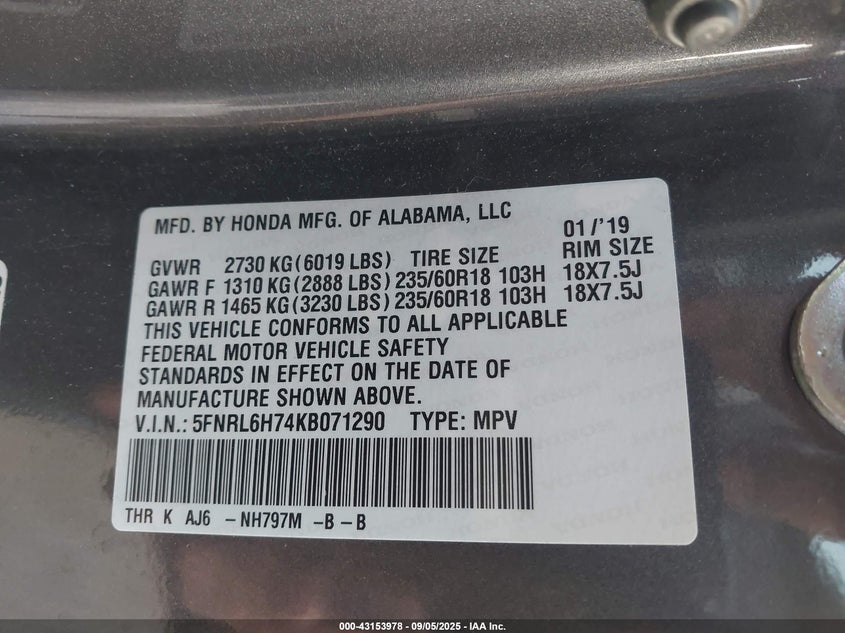 MFD. BY HONDA MFG. OF ALABAMA, LLC
01/'19
GVWR 2730 KG(6019 LBS) TIRE SIZE RIM SIZE
GAWR F 1310 KG(2888 LBS) 235/60R18 103H 18X7.5J
GAWR R 1465 KG(3230 LBS) 235/60R18 103H 18X7.5J
THIS VEHICLE CONFORMS TO ALL APPLICABLE
FEDERAL MOTOR VEHICLE SAFETY
STANDARDS IN EFFECT ON THE DATE OF
MANUFACTURE SHOWN ABOVE.
V.I.N.: 5FNRL6H74KB071290 TYPE: MPV
THR K AJ6 -NH797M -B-B
000-43153978 - 09/05/2025 - IAA Inc.